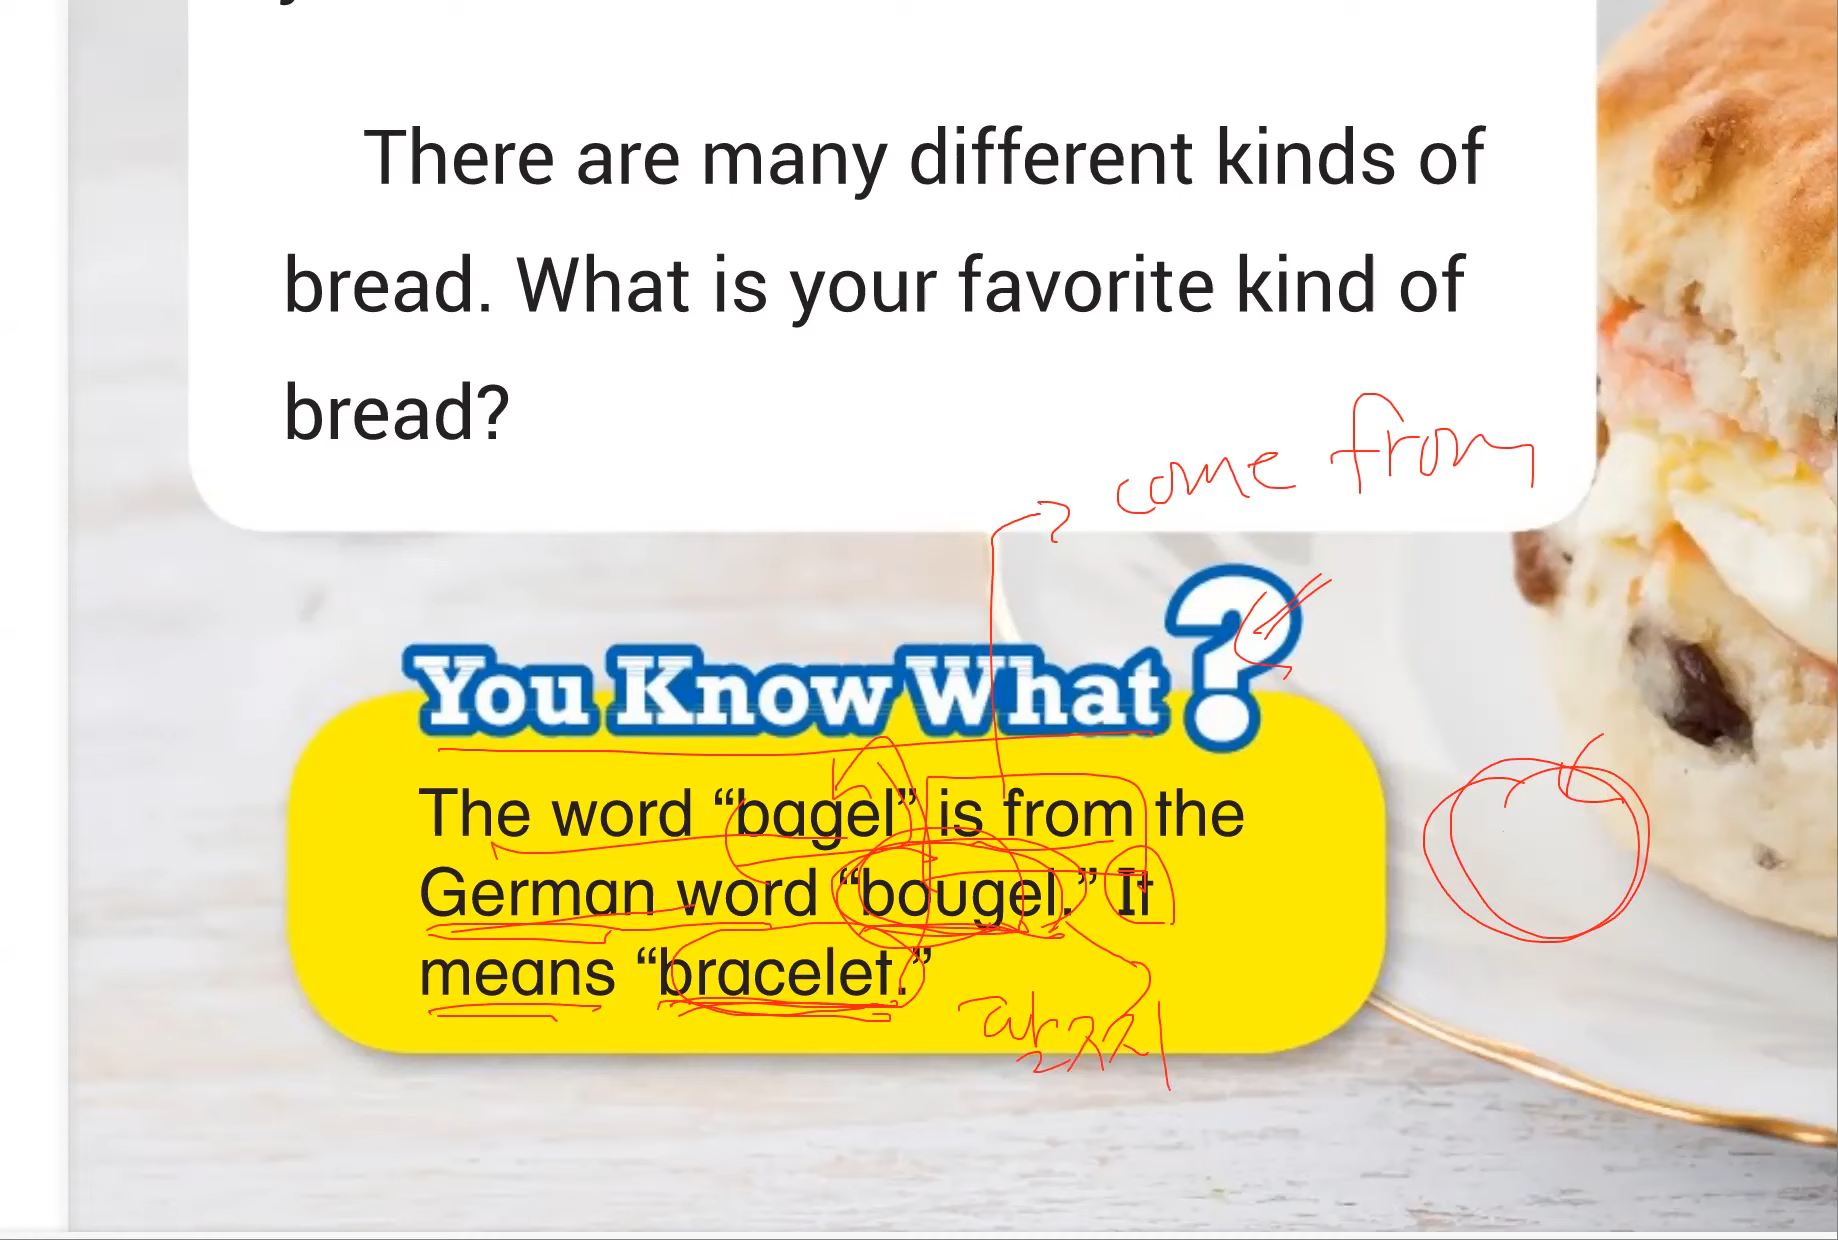 There are many different kinds of
bread. What is your favorite kind of
bread?
come from
You Know What?
The word “bagel” is from the
German word “bougel.” It
means “bracelet.”